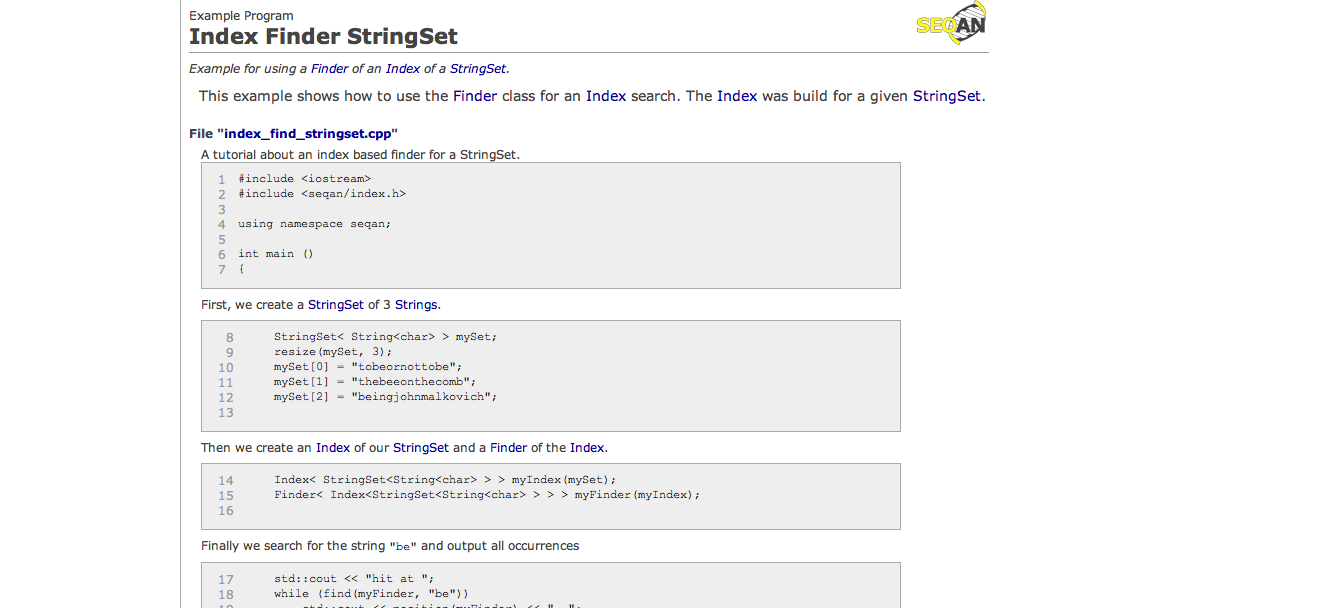 Example Program
Index Finder StringSet
SEQAN
Example for using a Finder of an Index of a StringSet.
This example shows how to use the Finder class for an Index search. The Index was build for a given StringSet.
File "index_find_stringset.cpp"
A tutorial about an index based finder for a StringSet.
1 #include <iostream>
2 #include <seqan/index.h>
3
4 using namespace seqan;
5
6 int main ()
7 {
First, we create a StringSet of 3 Strings.
8 StringSet< String<char> > mySet;
9 resize(mySet, 3);
10 mySet[0] = "tobeornottobe";
11 mySet[1] = "thebeeonthecomb";
12 mySet[2] = "beingjohnmalkovich";
13
Then we create an Index of our StringSet and a Finder of the Index.
14 Index< StringSet<String<char> > > myIndex(mySet);
15 Finder< Index<StringSet<String<char> > > > myFinder(myIndex);
16
Finally we search for the string "be" and output all occurrences
17 std::cout << "hit at ";
18 while (find(myFinder, "be"))
19 std::cout << position(myFinder) << "